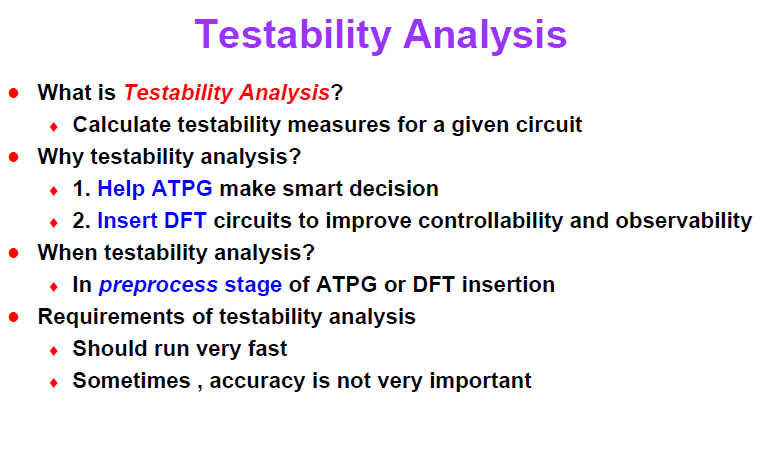 Testability Analysis
What is Testability Analysis?
Calculate testability measures for a given circuit
Why testability analysis?
1. Help ATPG make smart decision
2. Insert DFT circuits to improve controllability and observability
When testability analysis?
In preprocess stage of ATPG or DFT insertion
Requirements of testability analysis
Should run very fast
Sometimes , accuracy is not very important